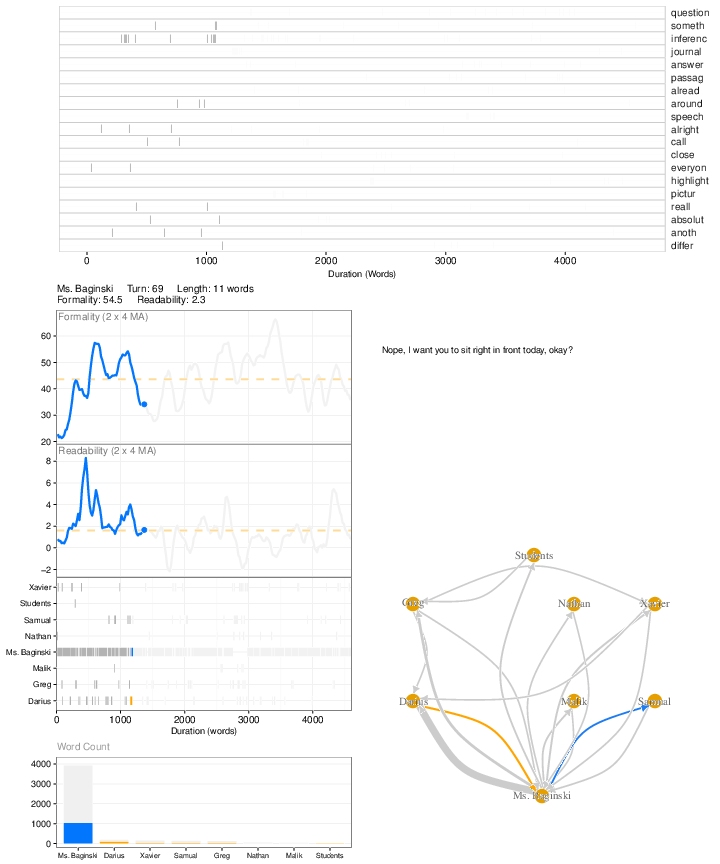 question
someth
inferenc
journal
answer
passag
alread
around
speech
alright
call
close
everyon
highlight
pictur
reall
absolut
anoth
differ
0 1000 2000 3000 4000
Duration (Words)
Ms. Baginski Turn: 69 Length: 11 words
Formality: 54.5 Readability: 2.3
Formality (2 x 4 MA)
60
50
40
30
20
Nope, I want you to sit right in front today, okay?
Readability (2 x 4 MA)
8
6
4
2
0
−2
Xavier
Students
Samual
Nathan
Ms. Baginski
Malik
Greg
Darius
0 1000 2000 3000 4000
Duration (words)
Students
Greg Nathan Xavier
Darius Malik Samual
Ms. Baginski
Word Count
4000
3000
2000
1000
0
Ms. Baginski Darius Xavier Samual Greg Nathan Malik Students